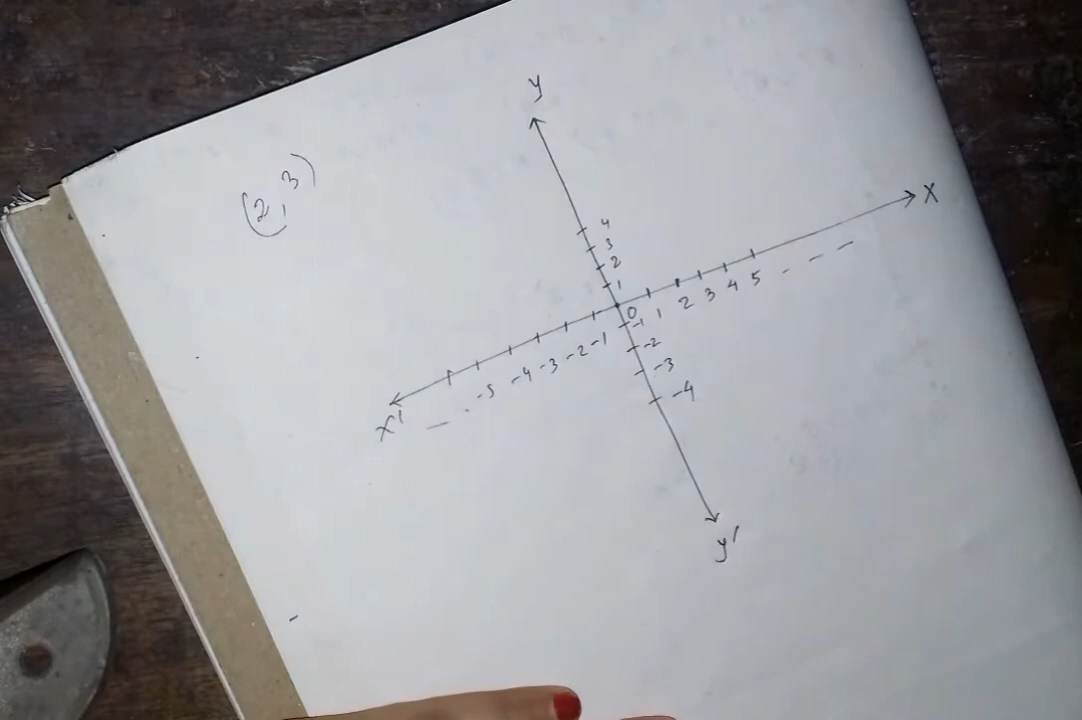 y
(2,3)
4
3
2
1
X
0 1 2 3 4 5 - - -
-1
-2
-3
-4
x' — . -5 -4 -3 -2 -1
y'